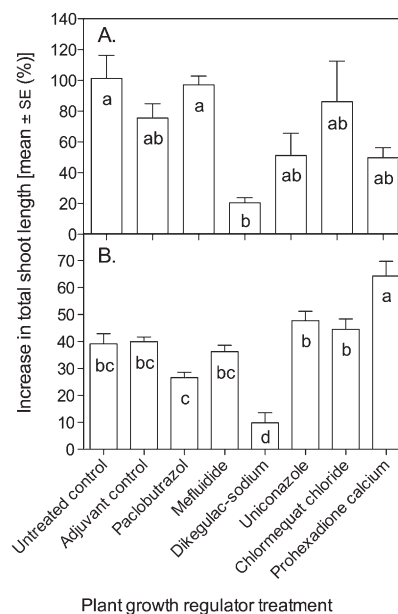 Increase in total shoot length [mean ± SE (%)]
140
A.
120
100
80
60
40
20
0
a
ab
a
b
ab
ab
ab
B.
70
60
50
40
30
20
10
0
bc
bc
c
bc
d
b
b
a
Untreated control
Adjuvant control
Paclobutrazol
Mefluidide
Dikegulac-sodium
Uniconazole
Chlormequat chloride
Prohexadione calcium
Plant growth regulator treatment